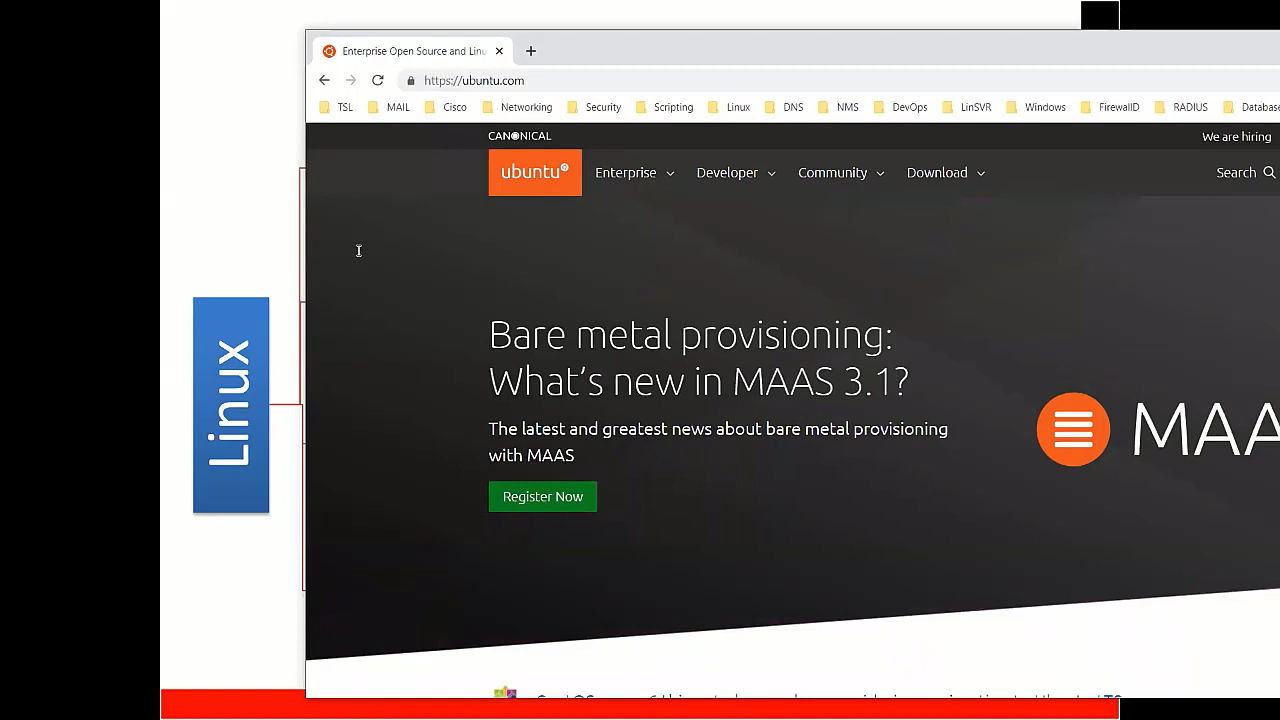 Enterprise Open Source and Linu
https://ubuntu.com
TSL MAIL Cisco Networking Security Scripting Linux DNS NMS DevOps LinSVR Windows FirewallD RADIUS Database
CANONICAL
We are hiring
ubuntu
Enterprise Developer Community Download Search
Linux
Bare metal provisioning:
What's new in MAAS 3.1?
The latest and greatest news about bare metal provisioning
with MAAS
MAA
Register Now